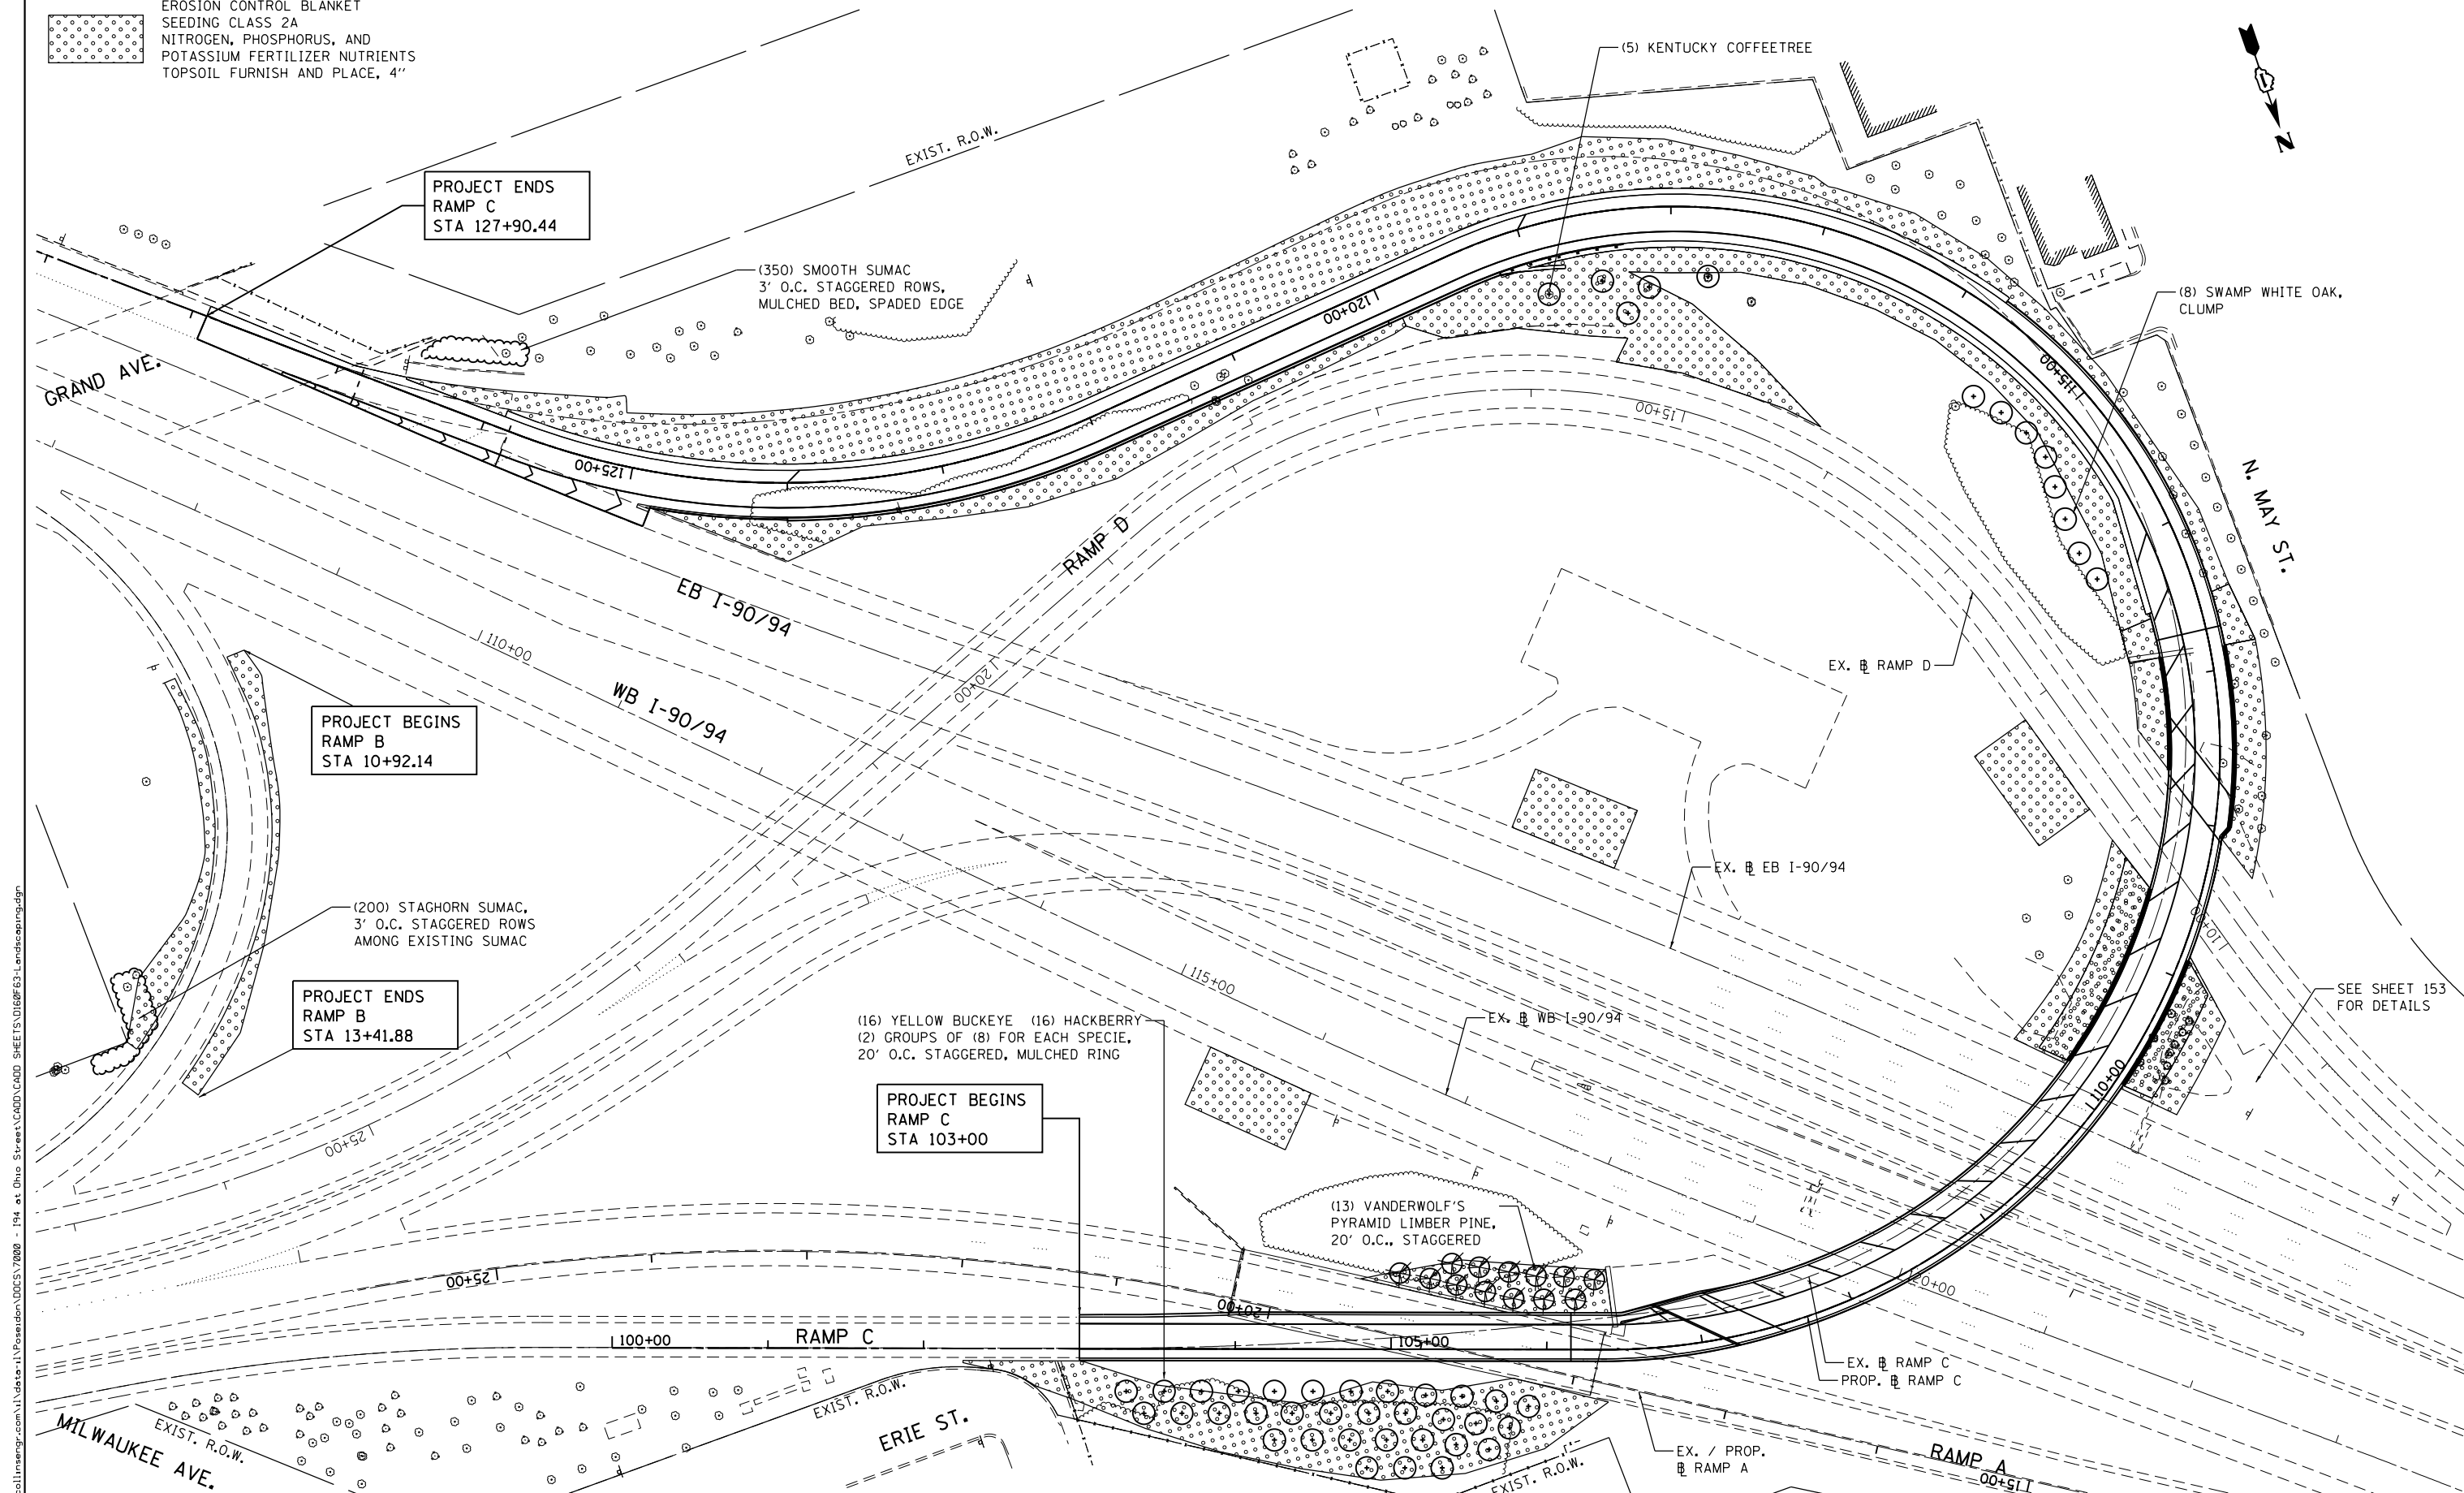 EROSION CONTROL BLANKET
SEEDING CLASS 2A
NITROGEN, PHOSPHORUS, AND
POTASSIUM FERTILIZER NUTRIENTS
TOPSOIL FURNISH AND PLACE, 4''
(5) KENTUCKY COFFEETREE
N
EXIST. R.O.W.
PROJECT ENDS
RAMP C
STA 127+90.44
(350) SMOOTH SUMAC
3' O.C. STAGGERED ROWS,
MULCHED BED, SPADED EDGE
(8) SWAMP WHITE OAK,
CLUMP
120+00
115+00
GRAND AVE.
15+00
125+00
N. MAY ST.
RAMP D
EB I-90/94
110+00
20+00
EX. ȸ RAMP D
WB I-90/94
PROJECT BEGINS
RAMP B
STA 10+92.14
EX. ȸ EB I-90/94
(200) STAGHORN SUMAC,
3' O.C. STAGGERED ROWS
AMONG EXISTING SUMAC
10+00
115+00
PROJECT ENDS
RAMP B
STA 13+41.88
SEE SHEET 153
FOR DETAILS
(16) YELLOW BUCKEYE (16) HACKBERRY
(2) GROUPS OF (8) FOR EACH SPECIE,
20' O.C. STAGGERED, MULCHED RING
EX. ȸ WB I-90/94
PROJECT BEGINS
RAMP C
STA 103+00
110+00
25+00
(13) VANDERWOLF'S
PYRAMID LIMBER PINE,
20' O.C., STAGGERED
25+00
20+00
120+00
100+00
RAMP C
105+00
EX. ȸ RAMP C
PROP. ȸ RAMP C
EXIST. R.O.W.
MILWAUKEE AVE.
EXIST. R.O.W.
ERIE ST.
EX. / PROP.
ȸ RAMP A
RAMP A
15+00
EXIST. R.O.W.